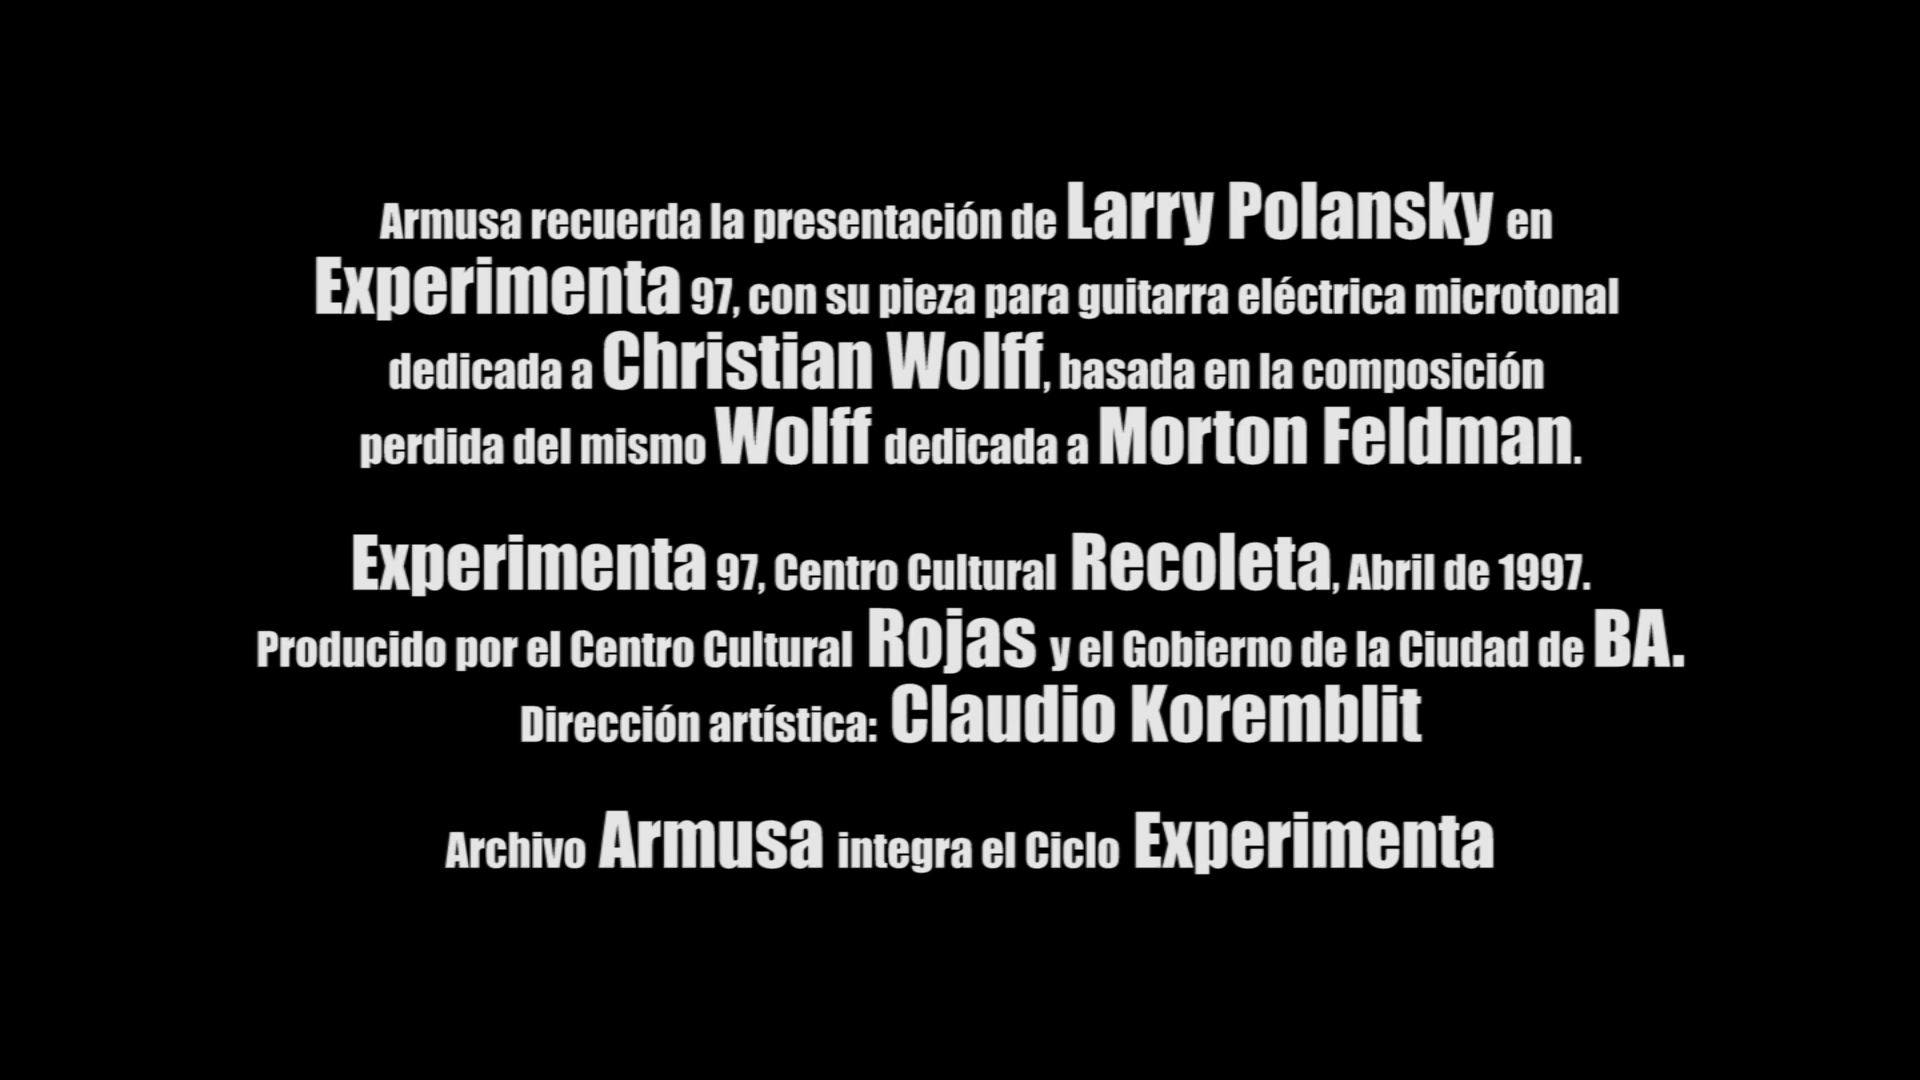 Armusa recuerda la presentación de Larry Polansky en
Experimenta 97, con su pieza para guitarra eléctrica microtonal
dedicada a Christian Wolff, basada en la composición
perdida del mismo Wolff dedicada a Morton Feldman.
Experimenta 97, Centro Cultural Recoleta, Abril de 1997.
Producido por el Centro Cultural Rojas y el Gobierno de la Ciudad de BA.
Dirección artística: Claudio Koremblit
Archivo Armusa integra el Ciclo Experimenta